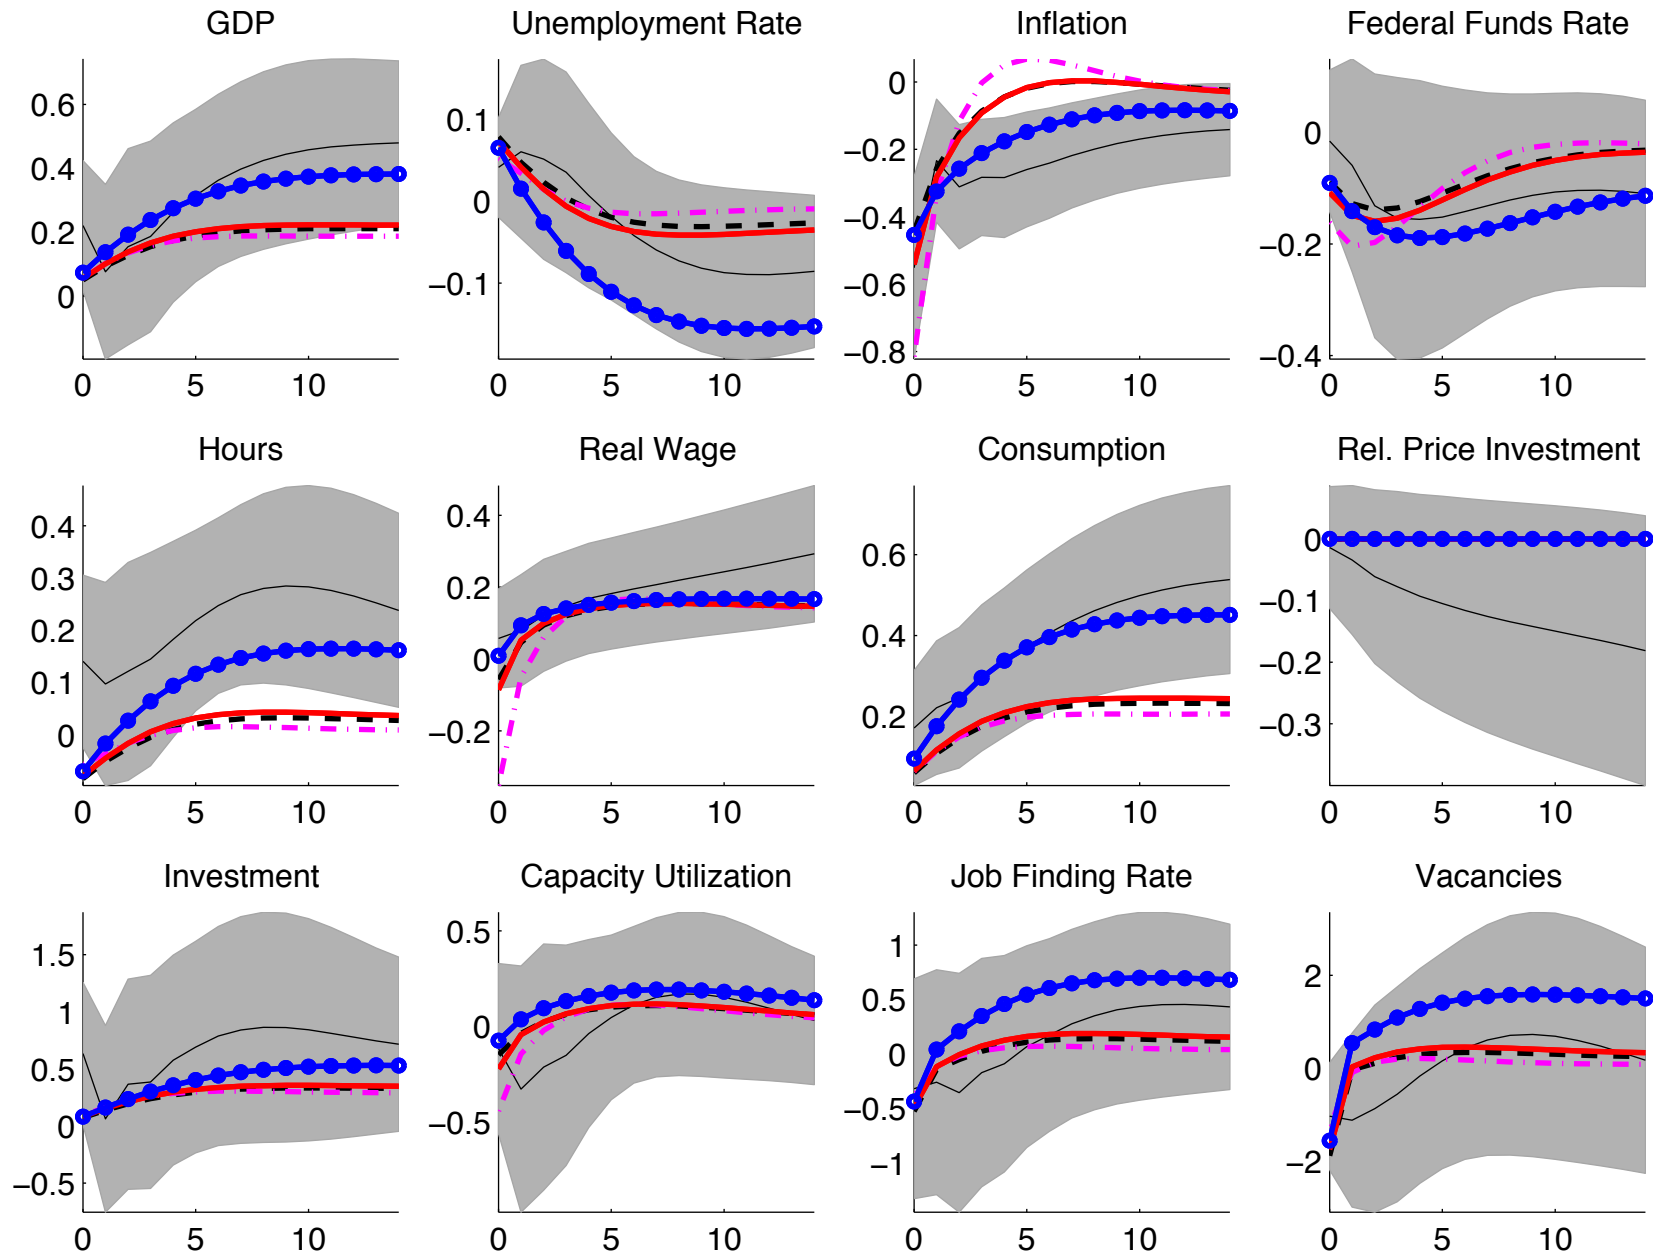 GDP
Unemployment Rate
Inflation
Federal Funds Rate
0.6
0.4
0.2
0
0 5 10
0.1
0
−0.1
0 5 10
0
−0.2
−0.4
−0.6
−0.8
0 5 10
0
−0.2
−0.4
0 5 10
Hours
Real Wage
Consumption
Rel. Price Investment
0.4
0.3
0.2
0.1
0
0 5 10
0.4
0.2
0
−0.2
0 5 10
0.6
0.4
0.2
0 5 10
0
−0.1
−0.2
−0.3
0 5 10
Investment
Capacity Utilization
Job Finding Rate
Vacancies
1.5
1
0.5
0
−0.5
0 5 10
0.5
0
−0.5
0 5 10
1
0.5
0
−0.5
−1
0 5 10
2
0
−2
0 5 10